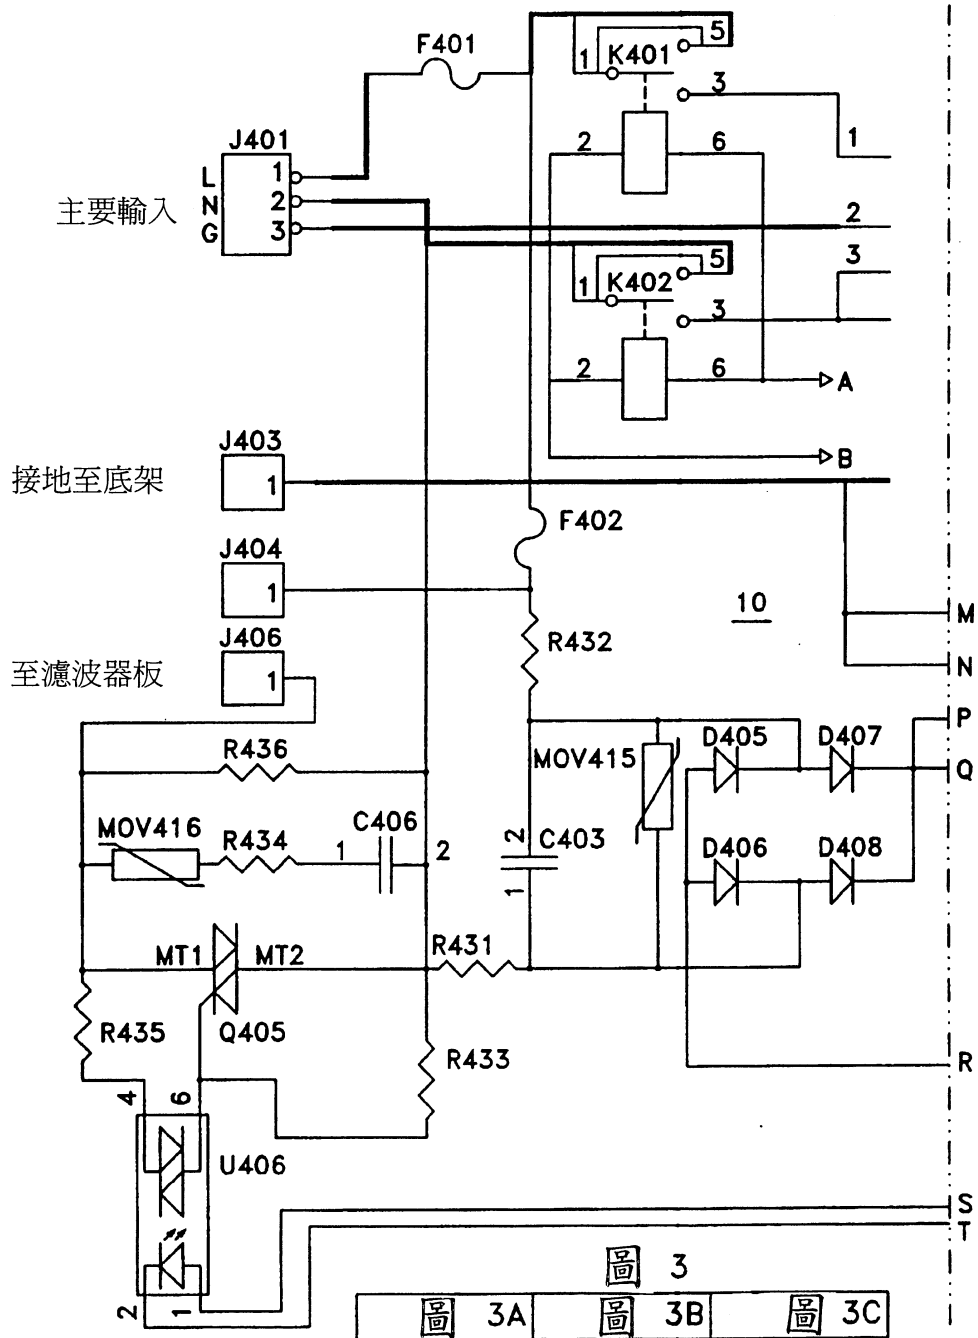 F401
5
1 K401
3
J401
1
2 6
L 1
主要輸入 N 2
2
G 3
3
5
1 K402
3
2 6
A
J403
B
接地至底架 1
F402
J404
1
10
M
J406
R432
至濾波器板 1
N
P
R436
MOV415
D405 D407
Q
MOV416 R434 1 C406 2
2
C403
1
D406 D408
MT1 MT2
R431
R435 Q405
R433
R
4 6
U406
S
T
2 1
圖 3
圖 3A 圖 3B 圖 3C